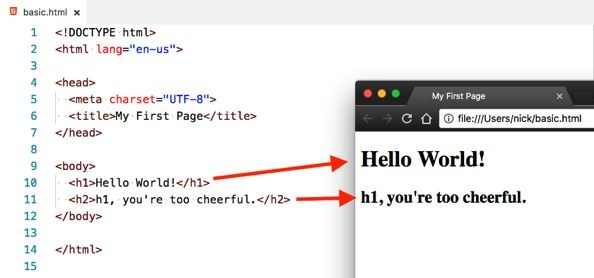 basic.html ×
1 <!DOCTYPE html>
2 <html lang="en-us">
3
4 <head>
5 <meta charset="UTF-8">
6 <title>My First Page</title>
7 </head>
8
9 <body>
10 <h1>Hello World!</h1>
11 <h2>h1, you're too cheerful.</h2>
12 </body>
13
14 </html>
15
My First Page ×
file:///Users/nick/basic.html
Hello World!
h1, you're too cheerful.